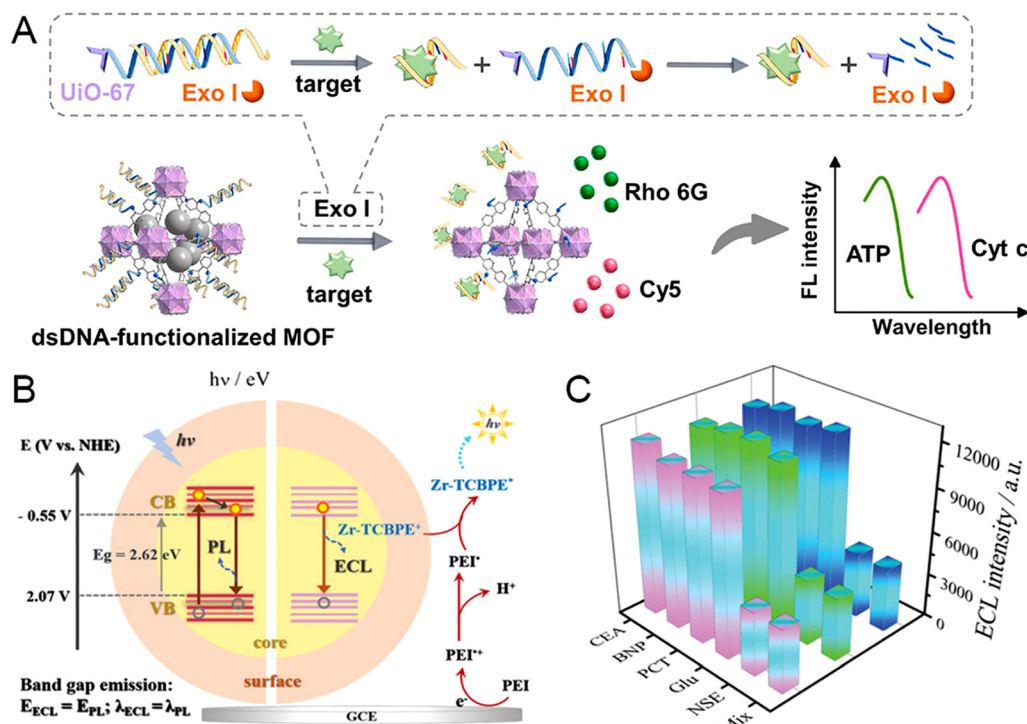 A
target
UiO-67
Exo I
+
Exo I
+
Exo I
Exo I
target
Rho 6G
Cy5
dsDNA-functionalized MOF
FL intensity
ATP
Cyt c
Wavelength
B
hν / eV
E (V vs. NHE)
hν
CB
- 0.55 V
Eg = 2.62 eV
PL
2.07 V
VB
core
surface
ECL
Zr-TCBPE⁺
hν
Zr-TCBPE*
PEI•
H⁺
PEI•⁺
e⁻
PEI
GCE
Band gap emission:
E_ECL = E_PL; λ_ECL = λ_PL
C
CEA
BNP
PCT
Glu
NSE
0
3000
6000
9000
12000
ECL intensity / a.u.